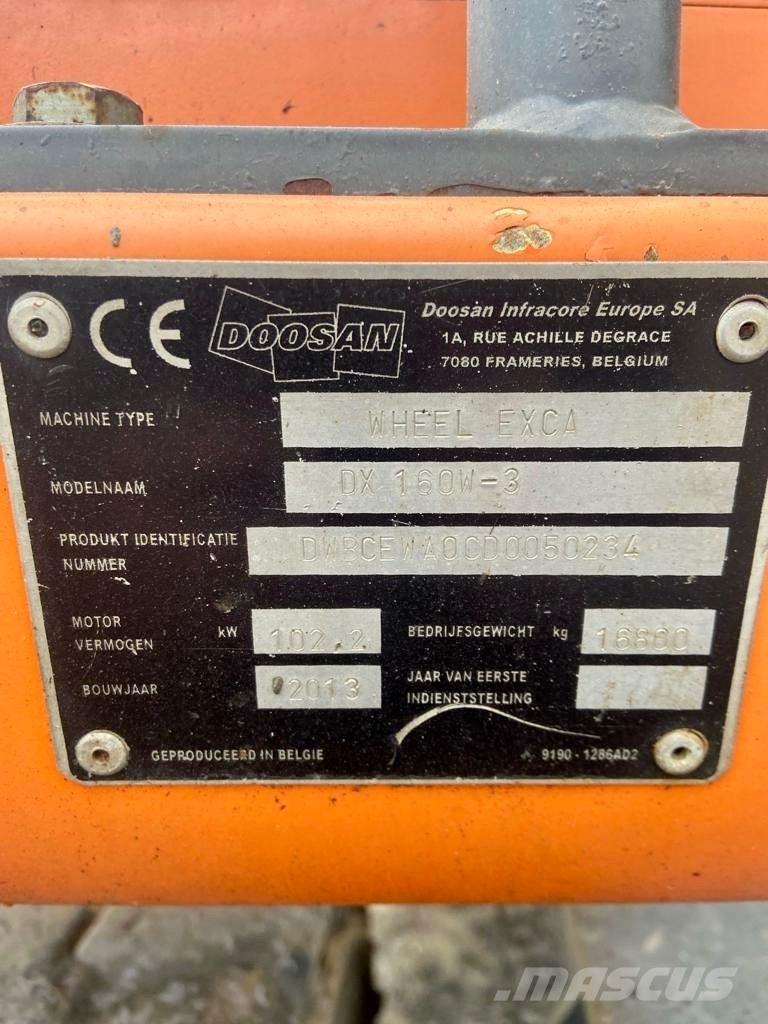 CE DOOSAN
Doosan Infracore Europe SA
1A, RUE ACHILLE DEGRACE
7080 FRAMERIES, BELGIUM
MACHINE TYPE WHEEL EXCA
MODELNAAM DX 160W-3
PRODUKT IDENTIFICATIE
NUMMER DWBCEWA0CD0050234
MOTOR
VERMOGEN kW 102,2
BEDRIJFSGEWICHT kg
BOUWJAAR 2013
JAAR VAN EERSTE
INDIENSTSTELLING
GEPRODUCEERD IN BELGIE
9190 - 1286AD2
MASCUS